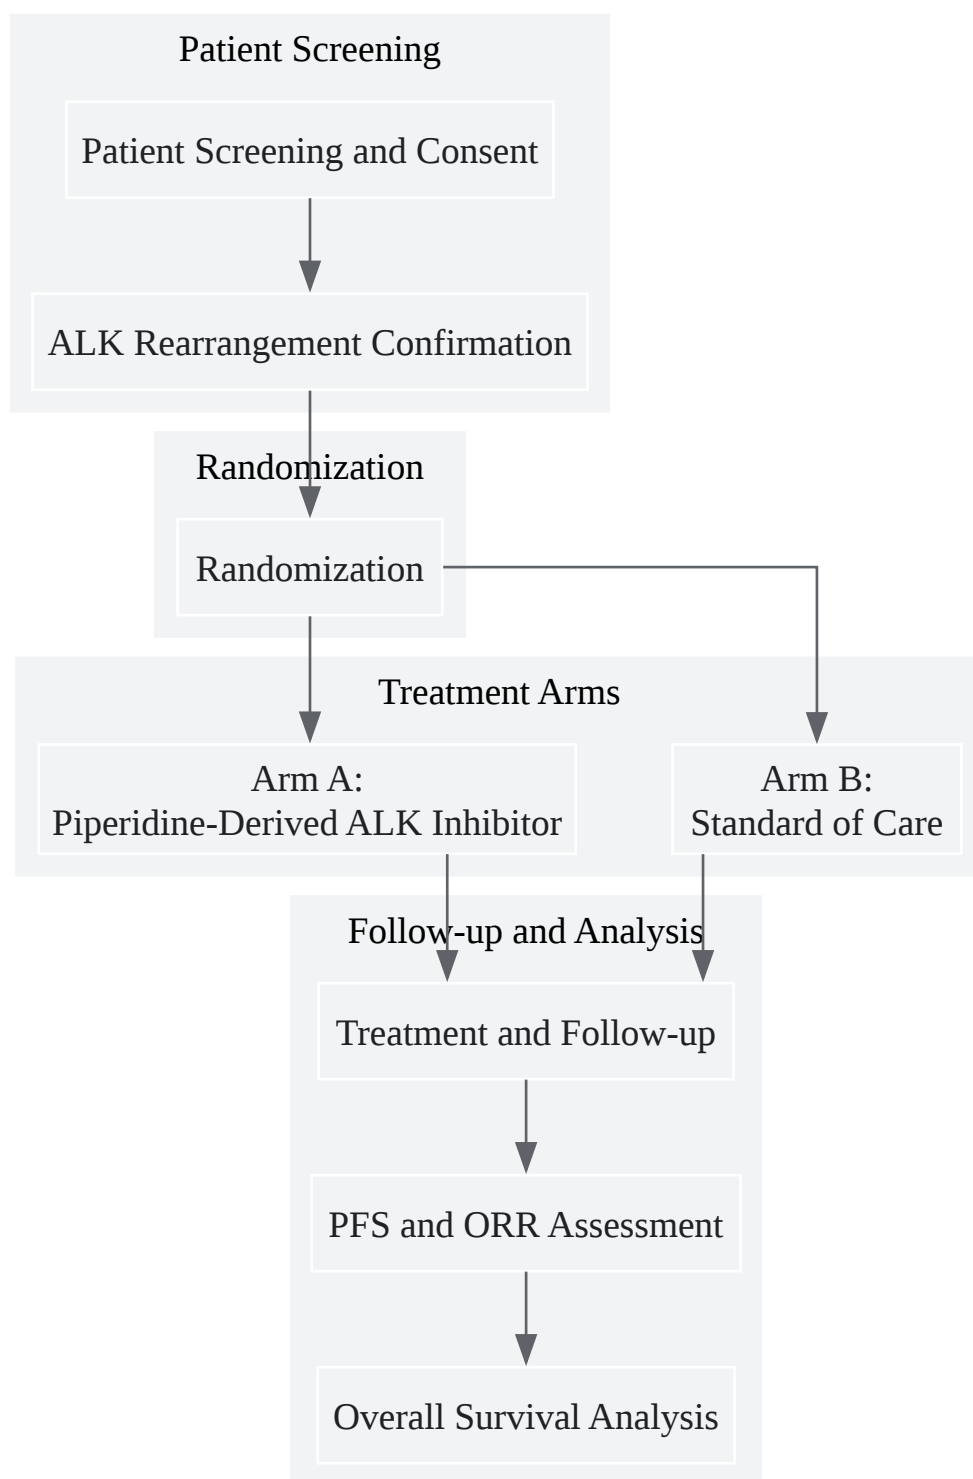 Patient Screening
Patient Screening and Consent
ALK Rearrangement Confirmation
Randomization
Randomization
Treatment Arms
Arm A:
Piperidine-Derived ALK Inhibitor
Arm B:
Standard of Care
Follow-up and Analysis
Treatment and Follow-up
PFS and ORR Assessment
Overall Survival Analysis